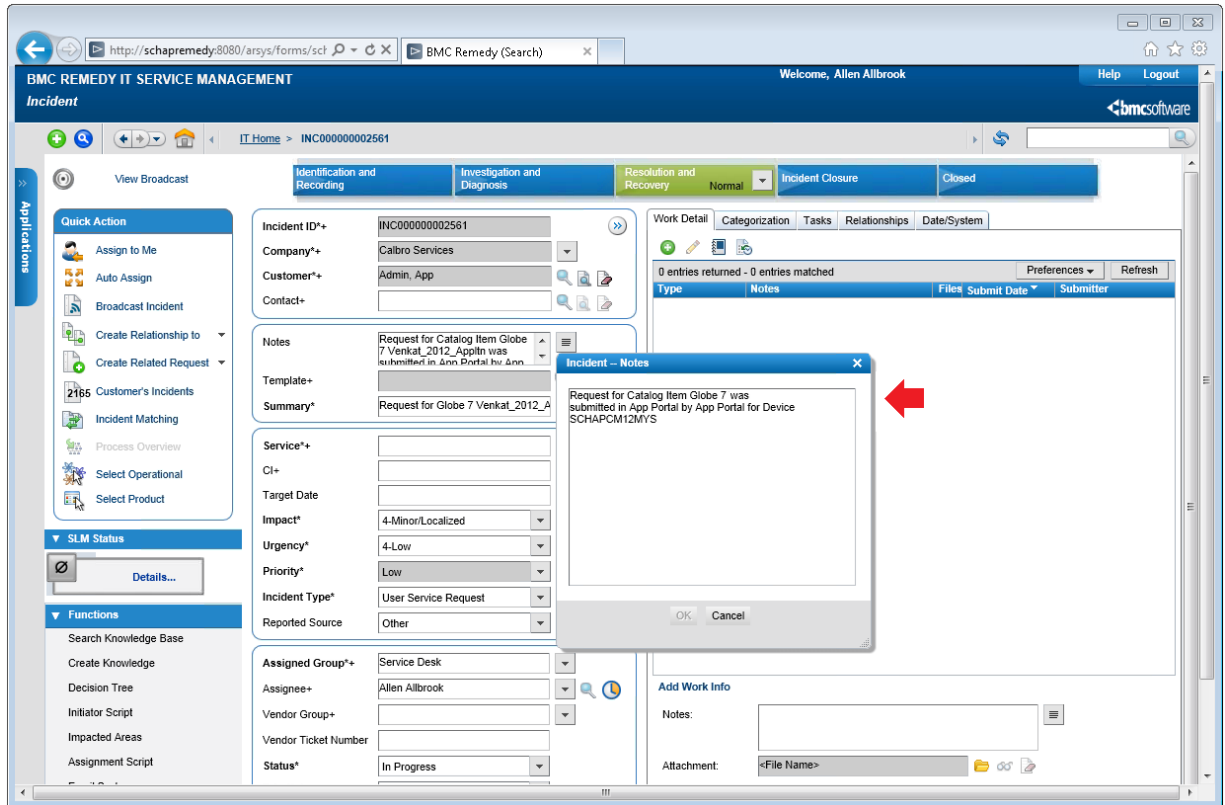 http://schapremedy:8080/arsys/forms/sch
BMC Remedy (Search)
BMC REMEDY IT SERVICE MANAGEMENT
Welcome, Allen Allbrook
Help Logout
Incident
bmcsoftware
IT Home > INC000000002561
View Broadcast
Identification and Recording
Investigation and Diagnosis
Resolution and Recovery Normal
Incident Closure
Closed
Applications
Quick Action
Assign to Me
Auto Assign
Broadcast Incident
Create Relationship to
Create Related Request
2165 Customer's Incidents
Incident Matching
Process Overview
Select Operational
Select Product
SLM Status
Details...
Functions
Search Knowledge Base
Create Knowledge
Decision Tree
Initiator Script
Impacted Areas
Assignment Script
Incident ID*+ INC000000002561
Company*+ Calbro Services
Customer*+ Admin, App
Contact+
Notes Request for Catalog Item Globe
7 Venkat_2012_Appltn was
submitted in App Portal by App
Template+
Summary* Request for Globe 7 Venkat_2012_A
Service*+
CI+
Target Date
Impact* 4-Minor/Localized
Urgency* 4-Low
Priority* Low
Incident Type* User Service Request
Reported Source Other
Assigned Group*+ Service Desk
Assignee+ Allen Allbrook
Vendor Group+
Vendor Ticket Number
Status* In Progress
Work Detail Categorization Tasks Relationships Date/System
0 entries returned - 0 entries matched Preferences Refresh
Type Notes Files Submit Date Submitter
Incident -- Notes
Request for Catalog Item Globe 7 was
submitted in App Portal by App Portal for Device
SCHAPCM12MYS
OK Cancel
Add Work Info
Notes:
Attachment: <File Name>